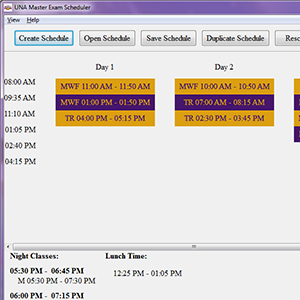 UNA Master Exam Scheduler
View Help
Create Schedule Open Schedule Save Schedule Duplicate Schedule
Day 1 Day 2
08:00 AM MWF 11:00 AM - 11:50 AM MWF 10:00 AM - 10:50 AM
09:35 AM MWF 01:00 PM - 01:50 PM TR 07:00 AM - 08:15 AM
11:10 AM TR 04:00 PM - 05:15 PM TR 02:30 PM - 03:45 PM
01:05 PM
02:40 PM
04:15 PM
Night Classes: Lunch Time:
05:30 PM - 06:45 PM 12:25 PM - 01:05 PM
M 05:30 PM - 07:30 PM
06:00 PM - 07:15 PM